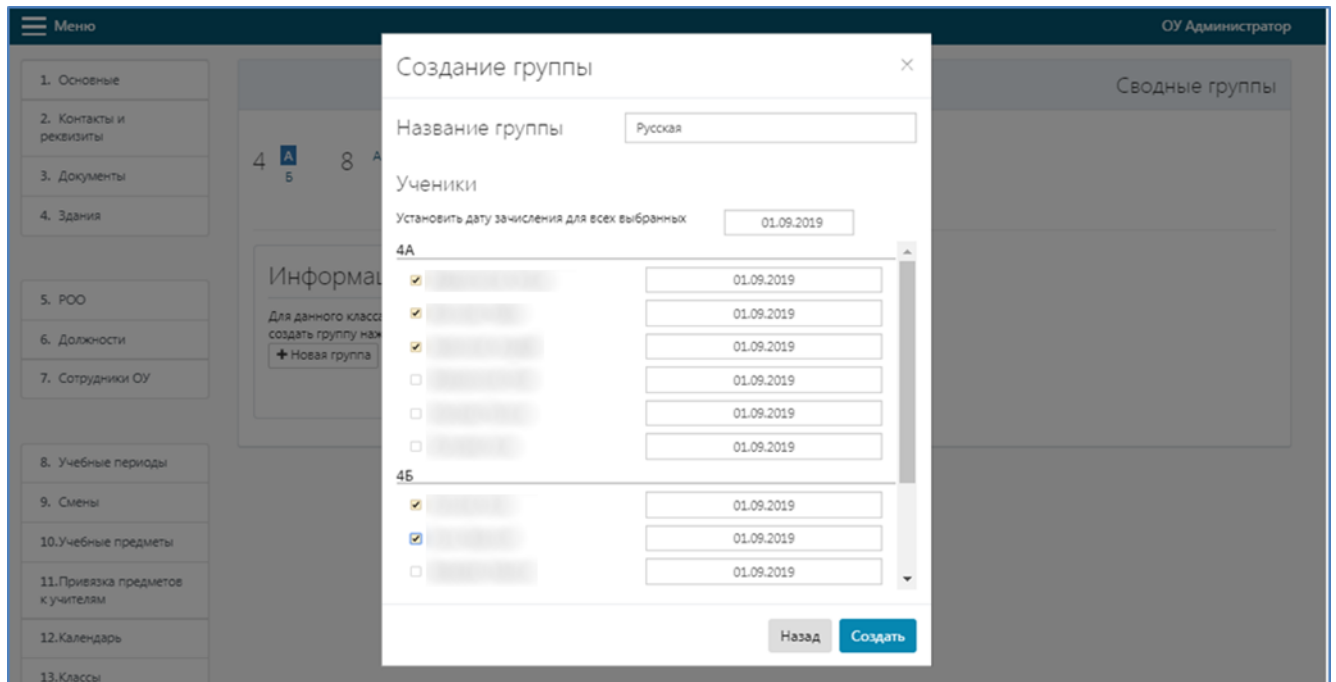 Меню
ОУ Администратор
1. Основные
2. Контакты и
реквизиты
3. Документы
4. Здания
5. РОО
6. Должности
7. Сотрудники ОУ
8. Учебные периоды
9. Смены
10.Учебные предметы
11.Привязка предметов
к учителям
12.Календарь
13.Классы
Сводные группы
4 А
Б
8 А
Информац
Для данного класса
создать группу наж
+ Новая группа
Создание группы ×
Название группы Русская
Ученики
Установить дату зачисления для всех выбранных 01.09.2019
4А
01.09.2019
01.09.2019
01.09.2019
01.09.2019
01.09.2019
01.09.2019
4Б
01.09.2019
01.09.2019
01.09.2019
Назад Создать